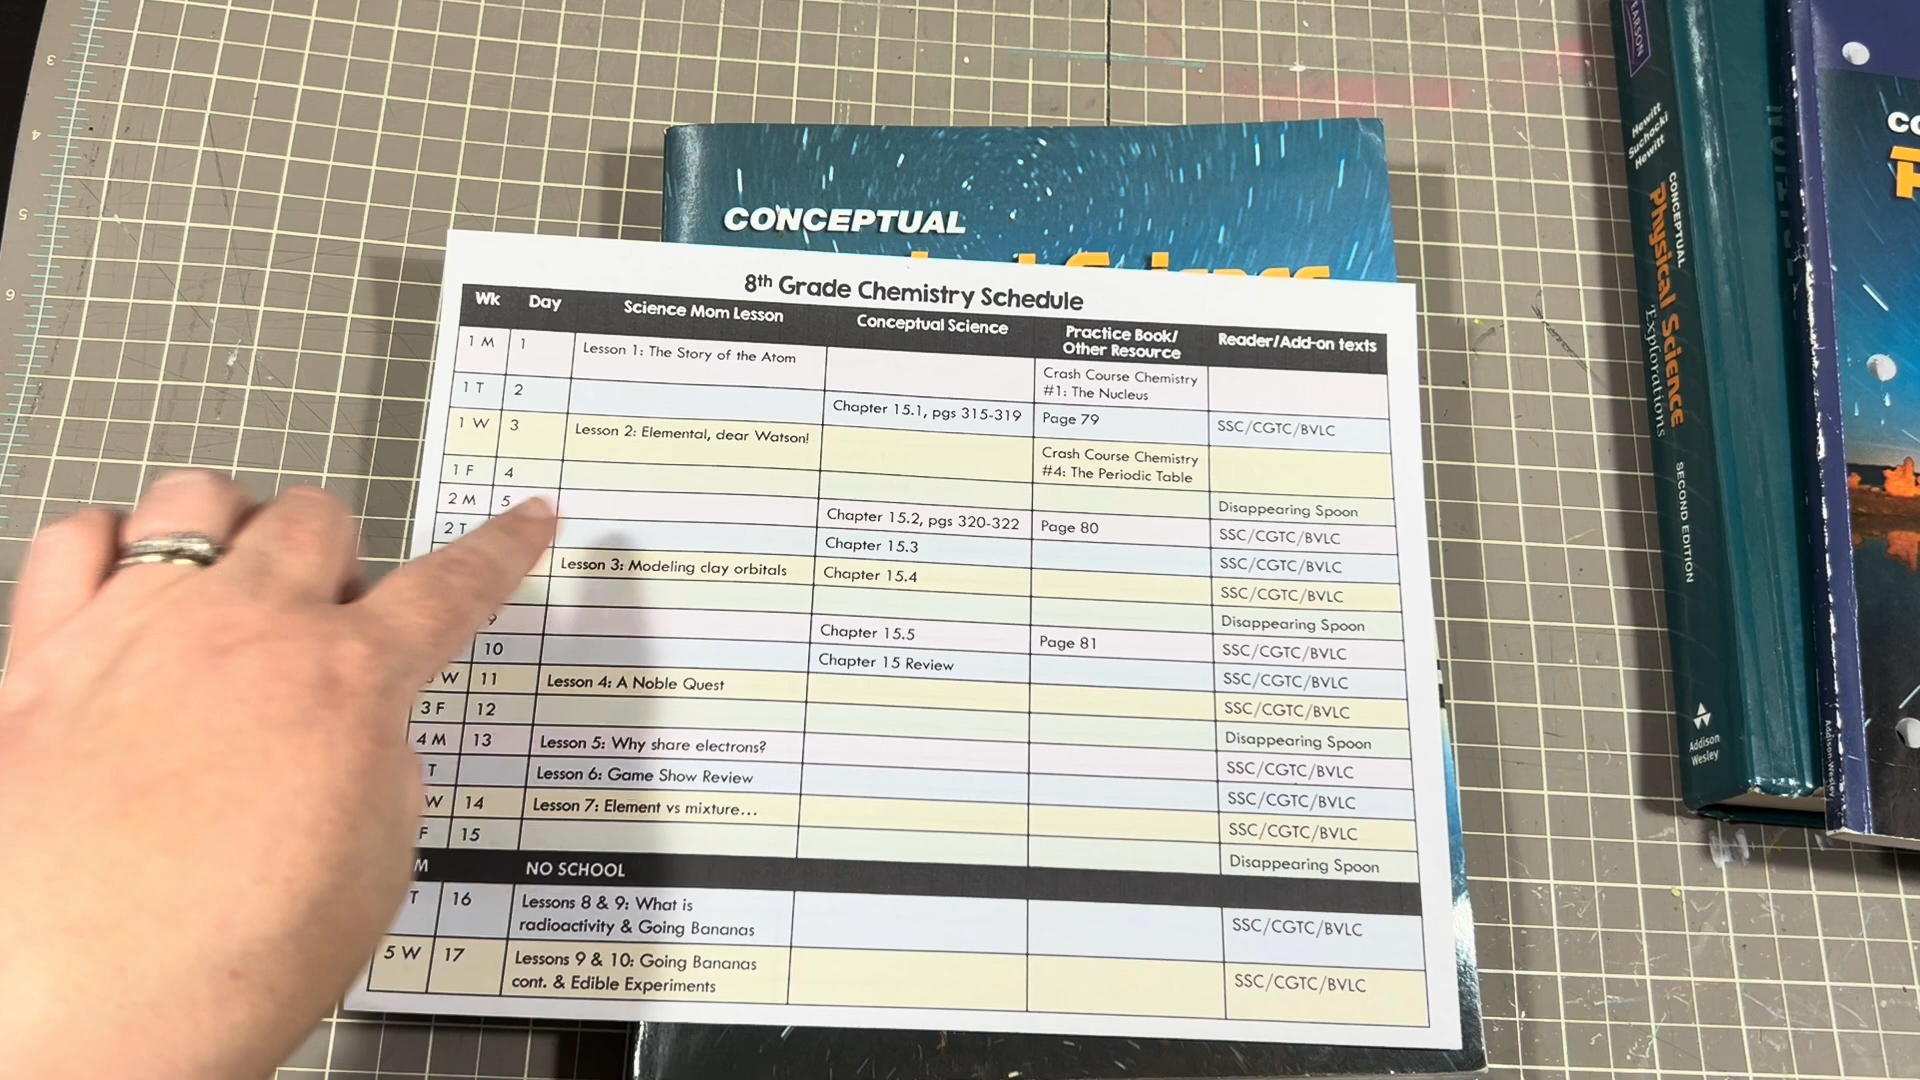 3
4
5
6
CONCEPTUAL
8th Grade Chemistry Schedule
Wk Day Science Mom Lesson Conceptual Science Practice Book/ Other Resource Reader/Add-on texts
1 M 1 Lesson 1: The Story of the Atom Crash Course Chemistry #1: The Nucleus
1 T 2 Chapter 15.1, pgs 315-319 Page 79 SSC/CGTC/BVLC
1 W 3 Lesson 2: Elemental, dear Watson! Crash Course Chemistry #4: The Periodic Table
1 F 4 Disappearing Spoon
2 M 5 Chapter 15.2, pgs 320-322 Page 80 SSC/CGTC/BVLC
2 T Chapter 15.3 SSC/CGTC/BVLC
Lesson 3: Modeling clay orbitals Chapter 15.4 SSC/CGTC/BVLC
Disappearing Spoon
9 Chapter 15.5 Page 81 SSC/CGTC/BVLC
10 Chapter 15 Review SSC/CGTC/BVLC
W 11 Lesson 4: A Noble Quest SSC/CGTC/BVLC
3 F 12 Disappearing Spoon
4 M 13 Lesson 5: Why share electrons? SSC/CGTC/BVLC
T Lesson 6: Game Show Review SSC/CGTC/BVLC
W 14 Lesson 7: Element vs mixture... SSC/CGTC/BVLC
F 15 Disappearing Spoon
M NO SCHOOL
T 16 Lessons 8 & 9: What is
radioactivity & Going Bananas SSC/CGTC/BVLC
5 W 17 Lessons 9 & 10: Going Bananas
cont. & Edible Experiments SSC/CGTC/BVLC
PEARSON
Hewitt
Suchocki
Hewitt
CONCEPTUAL
Physical Science
Explorations
SECOND EDITION
Addison
Wesley
Addison-Wesley